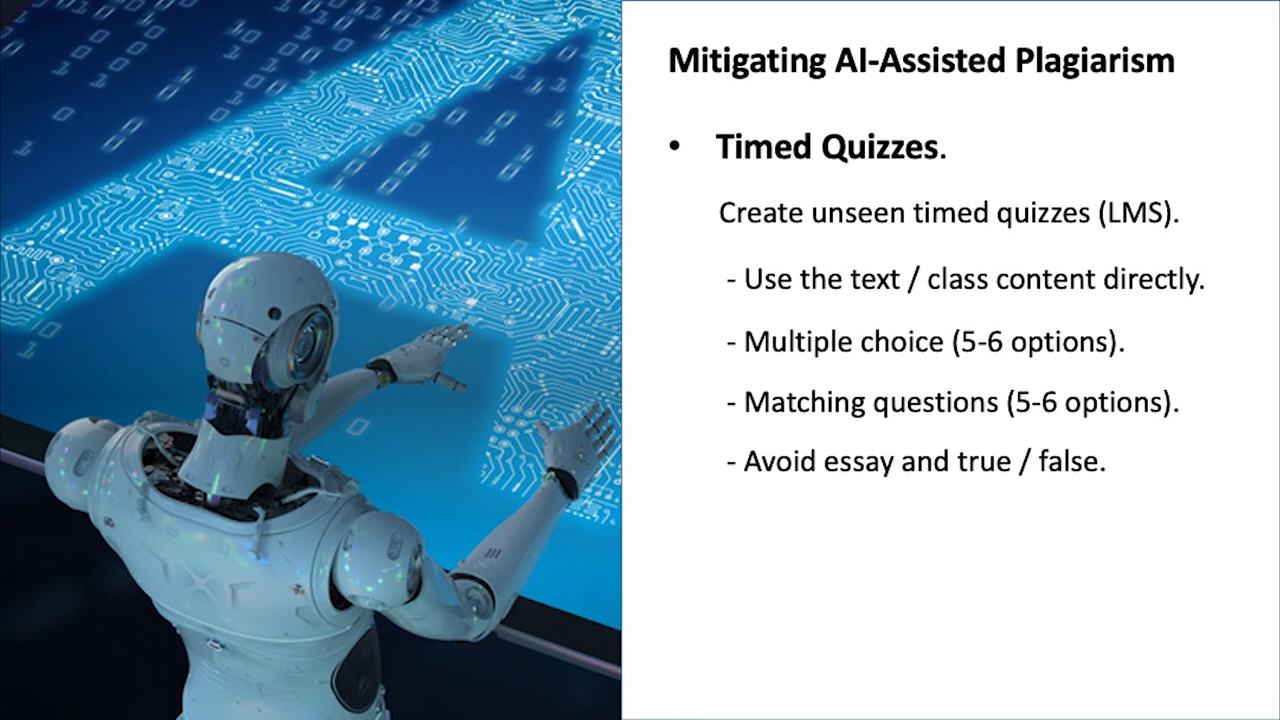 Mitigating AI-Assisted Plagiarism
• Timed Quizzes.
Create unseen timed quizzes (LMS).
- Use the text / class content directly.
- Multiple choice (5-6 options).
- Matching questions (5-6 options).
- Avoid essay and true / false.